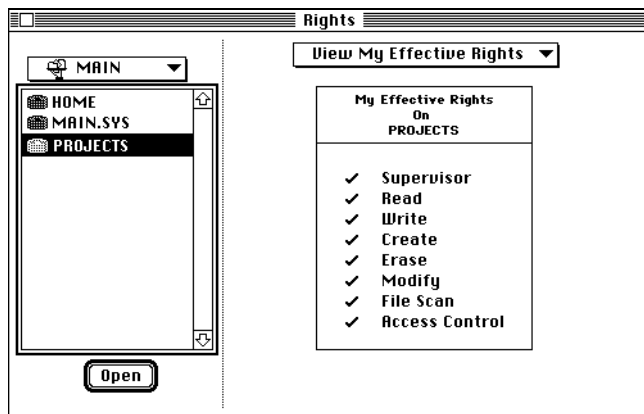 Rights
MAIN
HOME
MAIN.SYS
PROJECTS
Open
View My Effective Rights
My Effective Rights
On
PROJECTS
Supervisor
Read
Write
Create
Erase
Modify
File Scan
Access Control